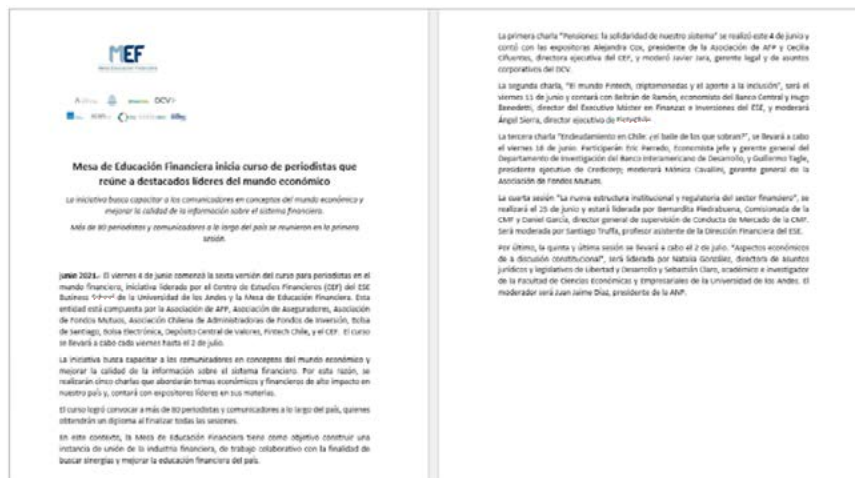 MEF
DCV
Mesa de Educación Financiera inicia curso de periodistas que
reúne a destacados líderes del mundo económico
La iniciativa busca capacitar a los comunicadores en conceptos del mundo económico y
mejorar la calidad de la información sobre el sistema financiero.
Más de 80 periodistas y comunicadores a lo largo del país se reunieron en la primera
sesión.
Junio 2021.- El viernes 4 de junio comenzó la sexta versión del curso para periodistas en el
mundo financiero, iniciativa liderada por el Centro de Estudios Financieros (CEF) del ESE
Business School de la Universidad de los Andes y la Mesa de Educación Financiera. Esta
entidad está compuesta por la Asociación de AFP, Asociación de Aseguradores, Asociación
de Fondos Mutuos, Asociación Chilena de Administradoras de Fondos de Inversión, Bolsa
de Santiago, Bolsa Electrónica, Depósito Central de Valores, Fintech Chile, y el CEF. El curso
se llevará a cabo cada viernes hasta el 2 de julio.
La iniciativa busca capacitar a los comunicadores en conceptos del mundo económico y
mejorar la calidad de la información sobre el sistema financiero. Por esta razón, se
realizarán cinco charlas que abordarán temas económicos y financieros de alto impacto en
nuestro país y, contará con expositores líderes en sus materias.
El curso logró convocar a más de 80 periodistas y comunicadores a lo largo del país, quienes
obtendrán un diploma al finalizar todas las sesiones.
En este contexto, la Mesa de Educación Financiera tiene como objetivo construir una
instancia de unión de la industria financiera, de trabajo colaborativo con la finalidad de
buscar sinergias y mejorar la educación financiera del país.
La primera charla "Pensiones: la solidaridad de nuestro sistema" se realizó este 4 de junio y
contó con las expositoras Alejandra Cox, presidente de la Asociación de AFP y Cecilia
Cifuentes, directora ejecutiva del CEF, y moderó Javier Jara, gerente legal y de asuntos
corporativos del DCV.
La segunda charla, "El mundo Fintech, criptomonedas y el aporte a la inclusión", será el
viernes 11 de junio y contará con Beltrán de Ramón, economista del Banco Central y Hugo
Benedetti, director del Executive Máster en Finanzas e Inversiones del ESE, y moderará
Ángel Sierra, director ejecutivo de FintechChile.
La tercera charla "Endeudamiento en Chile: ¿el baile de los que sobran?", se llevará a cabo
el viernes 18 de junio. Participarán Eric Parrado, Economista jefe y gerente general del
Departamento de Investigación del Banco Interamericano de Desarrollo, y Guillermo Tagle,
presidente ejecutivo de Credicorp; moderará Mónica Cavallini, gerente general de la
Asociación de Fondos Mutuos.
La cuarta sesión "La nueva estructura institucional y regulatoria del sector financiero", se
realizará el 25 de junio y estará liderada por Bernardita Piedrabuena, Comisionada de la
CMF y Daniel García, director general de supervisión de Conducta de Mercado de la CMF.
Será moderada por Santiago Truffa, profesor asistente de la Dirección Financiera del ESE.
Por último, la quinta y última sesión se llevará a cabo el 2 de julio. "Aspectos económicos
de a discusión constitucional", será liderada por Natalia González, directora de asuntos
jurídicos y legislativos de Libertad y Desarrollo y Sebastián Claro, académico e investigador
de la Facultad de Ciencias Económicas y Empresariales de la Universidad de los Andes. El
moderador será Juan Jaime Díaz, presidente de la ANP.